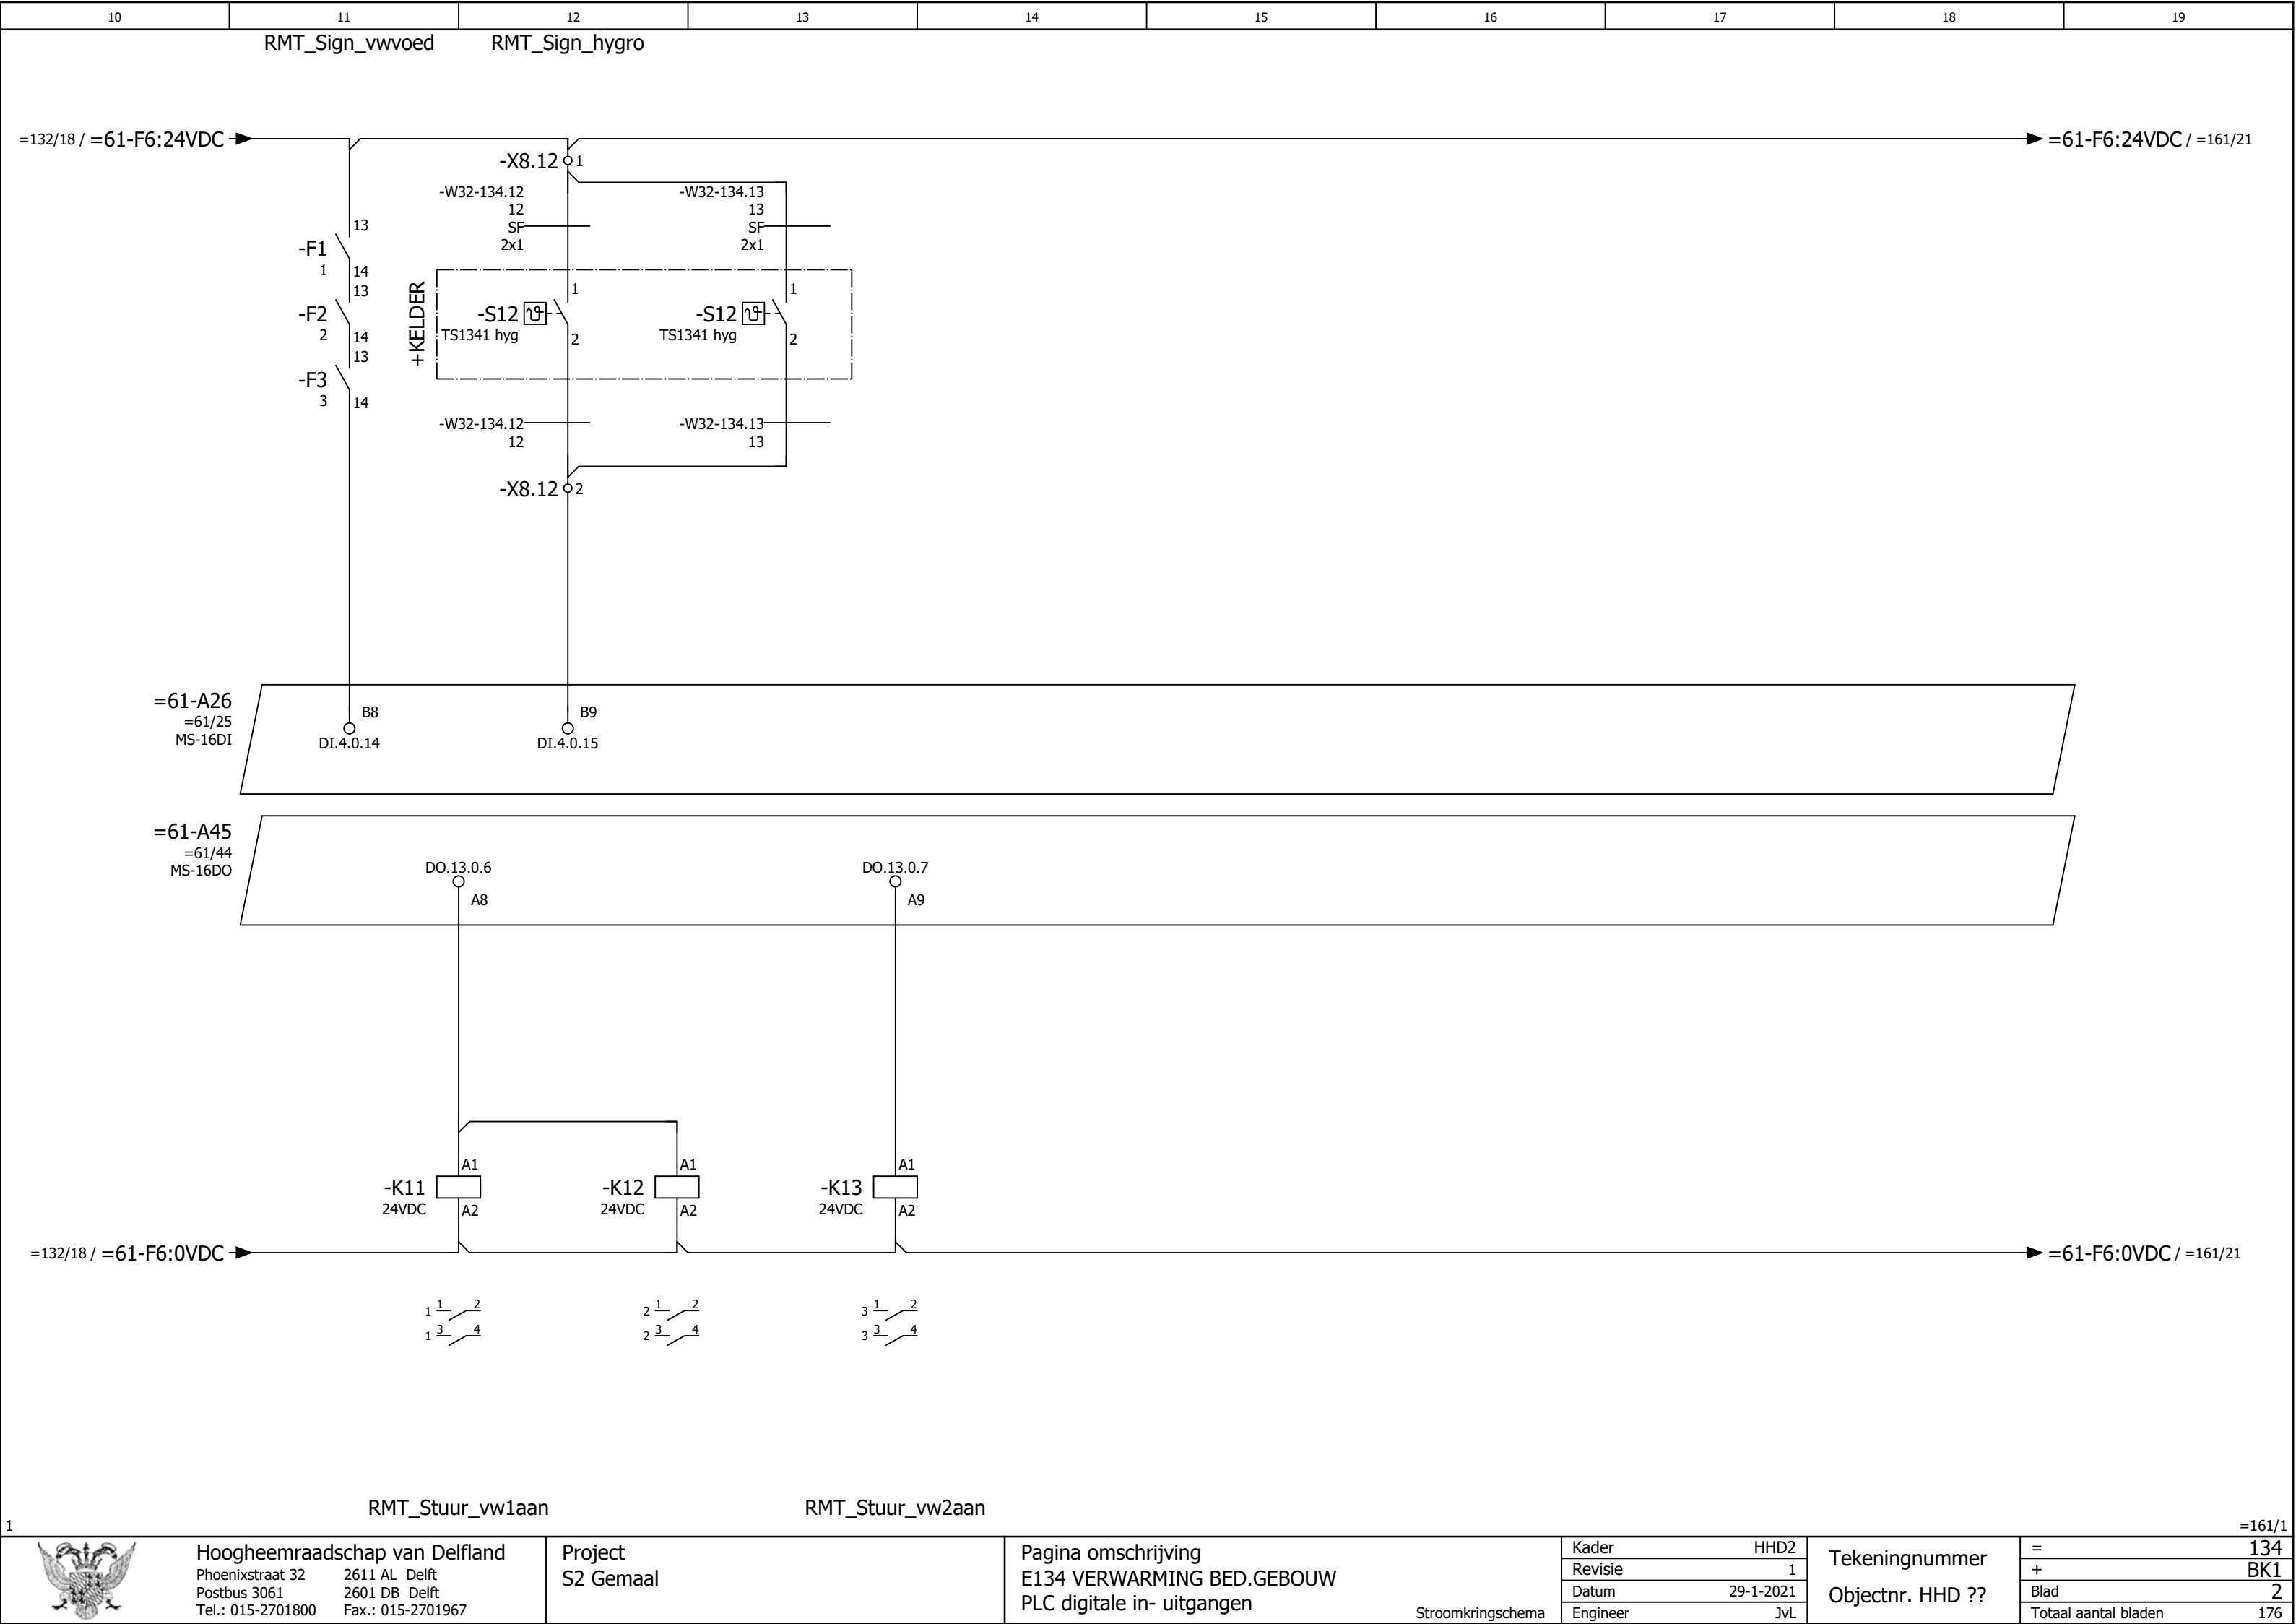 10 11 12 13 14 15 16 17 18 19
RMT_Sign_vwvoed RMT_Sign_hygro
=132/18 / =61-F6:24VDC =61-F6:24VDC / =161/21
-X8.12 1
-W32-134.12 -W32-134.13
12 13
SF SF
2x1 2x1
13
-F1
1 14
13
-F2
2 14
13
-F3
3 14
+KELDER
1 1
-S12 -S12
TS1341 hyg TS1341 hyg
2 2
-W32-134.12 -W32-134.13
12 13
-X8.12 2
=61-A26
=61/25
MS-16DI
B8 B9
DI.4.0.14 DI.4.0.15
=61-A45
=61/44
MS-16DO
DO.13.0.6 DO.13.0.7
A8 A9
A1 A1 A1
-K11 -K12 -K13
24VDC 24VDC 24VDC
A2 A2 A2
=132/18 / =61-F6:0VDC =61-F6:0VDC / =161/21
1 1 2 2 1 2 3 1 2
1 3 4 2 3 4 3 3 4
RMT_Stuur_vw1aan RMT_Stuur_vw2aan
1 =161/1
Hoogheemraadschap van Delfland
Phoenixstraat 32 2611 AL Delft
Postbus 3061 2601 DB Delft
Tel.: 015-2701800 Fax.: 015-2701967
Project
S2 Gemaal
Pagina omschrijving
E134 VERWARMING BED.GEBOUW
PLC digitale in- uitgangen
Stroomkringschema
Kader HHD2
Revisie 1
Datum 29-1-2021
Engineer JvL
Tekeningnummer
Objectnr. HHD ??
= 134
+ BK1
Blad 2
Totaal aantal bladen 176